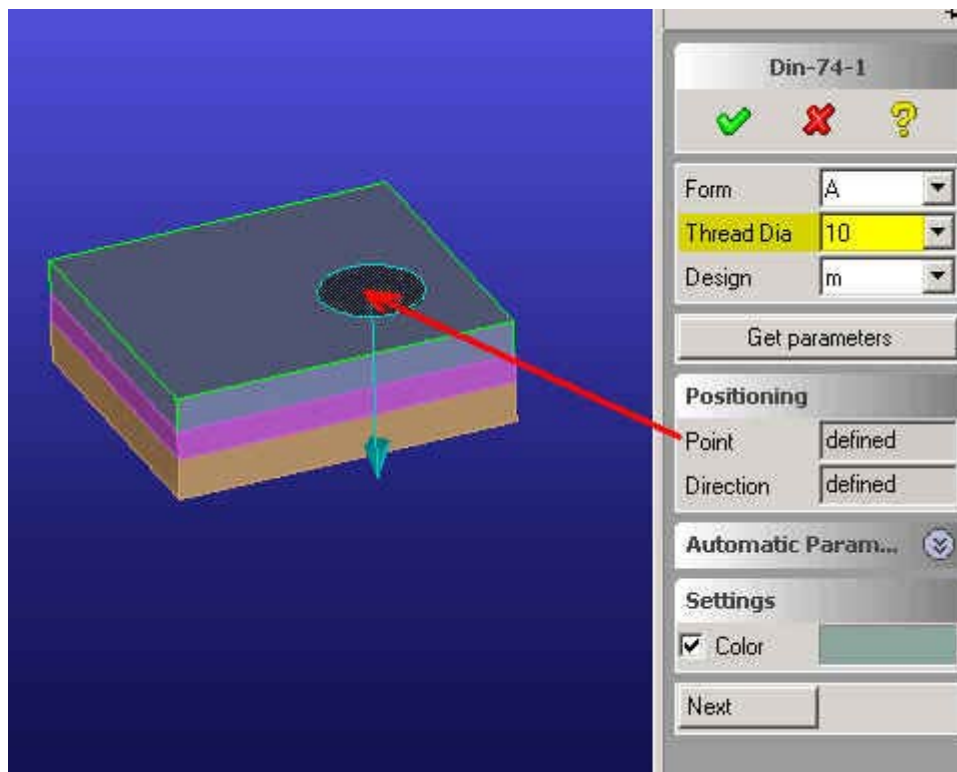 Din-74-1
Form A
Thread Dia 10
Design m
Get parameters
Positioning
Point defined
Direction defined
Automatic Param...
Settings
Color
Next